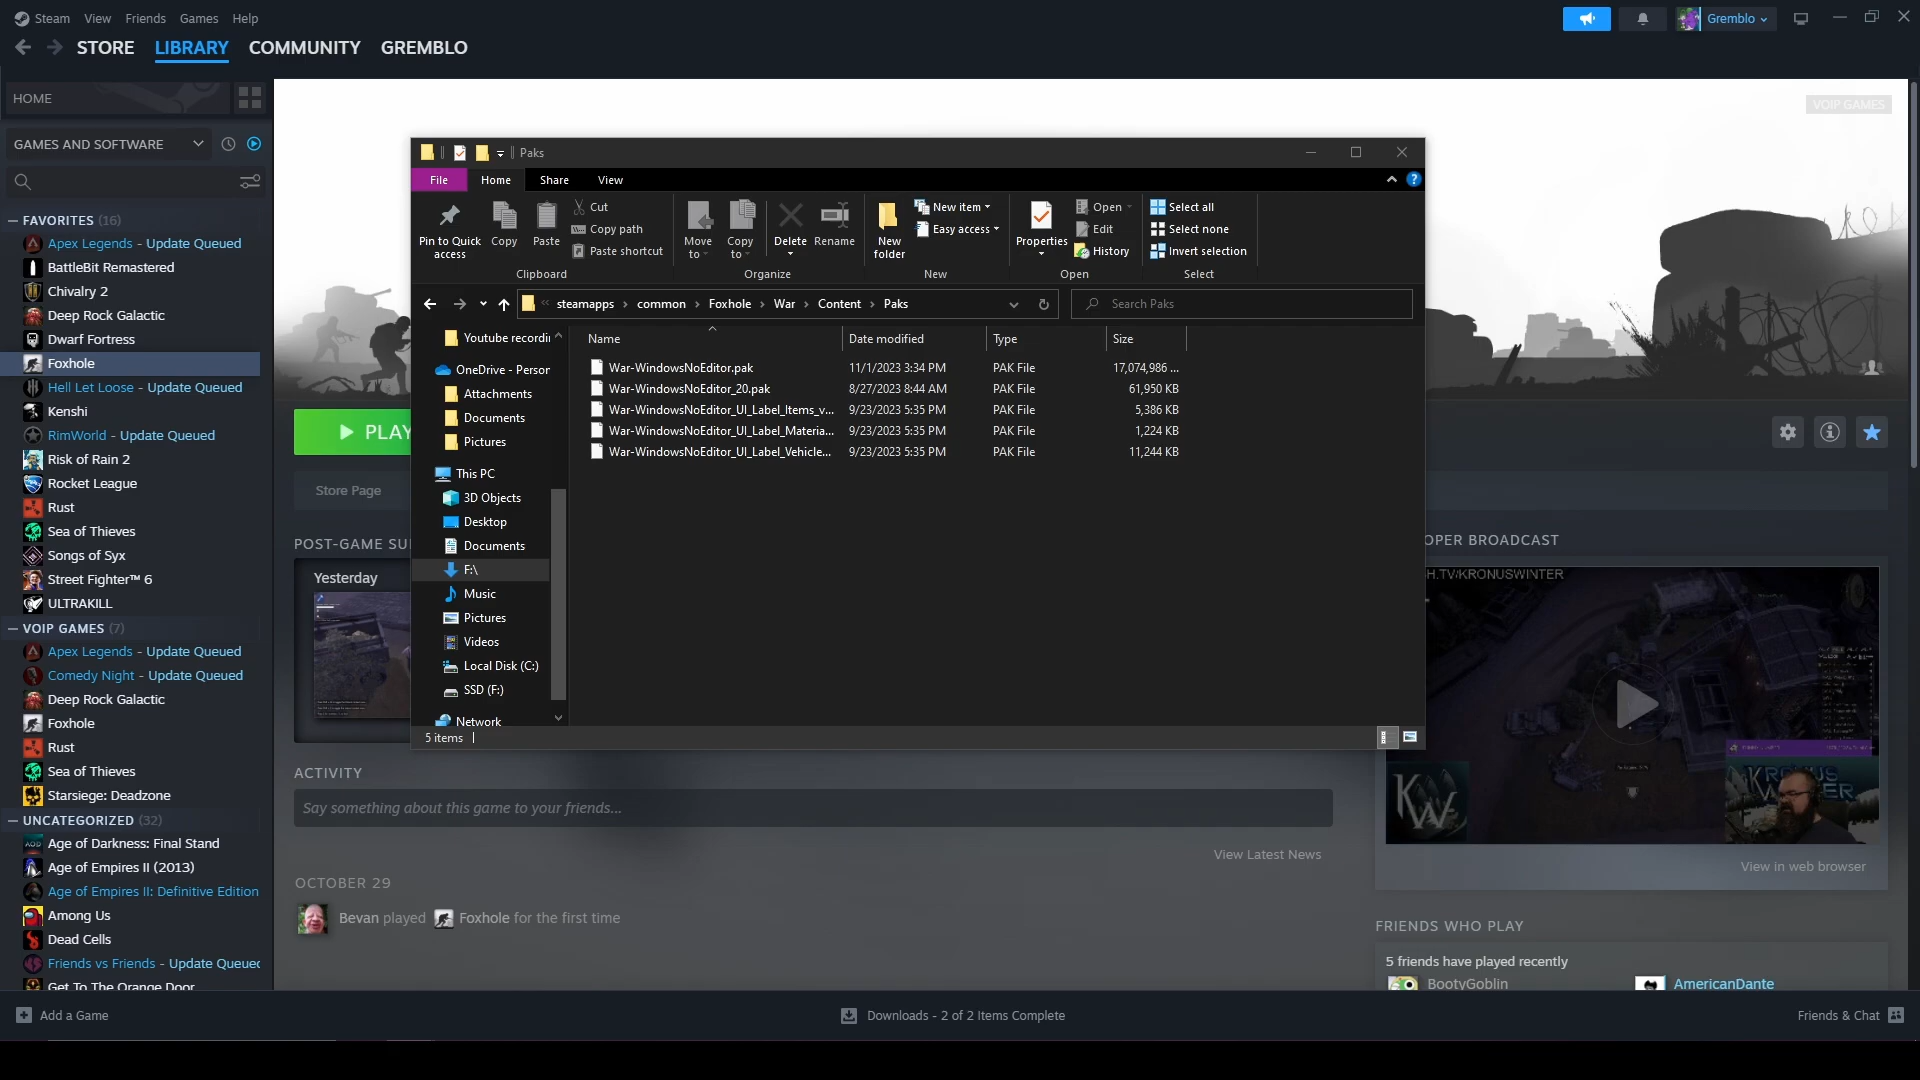 Steam View Friends Games Help
Gremblo
STORE LIBRARY COMMUNITY GREMBLO
HOME
GAMES AND SOFTWARE
FAVORITES (16)
Apex Legends - Update Queued
BattleBit Remastered
Chivalry 2
Deep Rock Galactic
Dwarf Fortress
Foxhole
Hell Let Loose - Update Queued
Kenshi
RimWorld - Update Queued
Risk of Rain 2
Rocket League
Rust
Sea of Thieves
Songs of Syx
Street Fighter™ 6
ULTRAKILL
VOIP GAMES (7)
Apex Legends - Update Queued
Comedy Night - Update Queued
Deep Rock Galactic
Foxhole
Rust
Sea of Thieves
Starsiege: Deadzone
UNCATEGORIZED (32)
Age of Darkness: Final Stand
Age of Empires II (2013)
Age of Empires II: Definitive Edition
Among Us
Dead Cells
Friends vs Friends - Update Queued
Get To The Orange Door
VOIP GAMES
Paks
File Home Share View
Pin to Quick access
Copy
Paste
Cut
Copy path
Paste shortcut
Clipboard
Move to
Copy to
Delete
Rename
Organize
New folder
New item
Easy access
New
Properties
Open
Edit
History
Open
Select all
Select none
Invert selection
Select
« steamapps › common › Foxhole › War › Content › Paks
Search Paks
Youtube recordi
OneDrive - Person
Attachments
Documents
Pictures
This PC
3D Objects
Desktop
Documents
F:\
Music
Pictures
Videos
Local Disk (C:)
SSD (F:)
Network
Name Date modified Type Size
War-WindowsNoEditor.pak 11/1/2023 3:34 PM PAK File 17,074,986 ...
War-WindowsNoEditor_20.pak 8/27/2023 8:44 AM PAK File 61,950 KB
War-WindowsNoEditor_UI_Label_Items_v... 9/23/2023 5:35 PM PAK File 5,386 KB
War-WindowsNoEditor_UI_Label_Materia... 9/23/2023 5:35 PM PAK File 1,224 KB
War-WindowsNoEditor_UI_Label_Vehicle... 9/23/2023 5:35 PM PAK File 11,244 KB
5 items
PLAY
Store Page
POST-GAME SU
Yesterday
OPER BROADCAST
H.TV/KRONUSWINTER
KW
KRONUS
WINTER
View in web browser
ACTIVITY
Say something about this game to your friends...
View Latest News
OCTOBER 29
Bevan played Foxhole for the first time
FRIENDS WHO PLAY
5 friends have played recently
BootyGoblin
AmericanDante
Add a Game
Downloads - 2 of 2 Items Complete
Friends & Chat